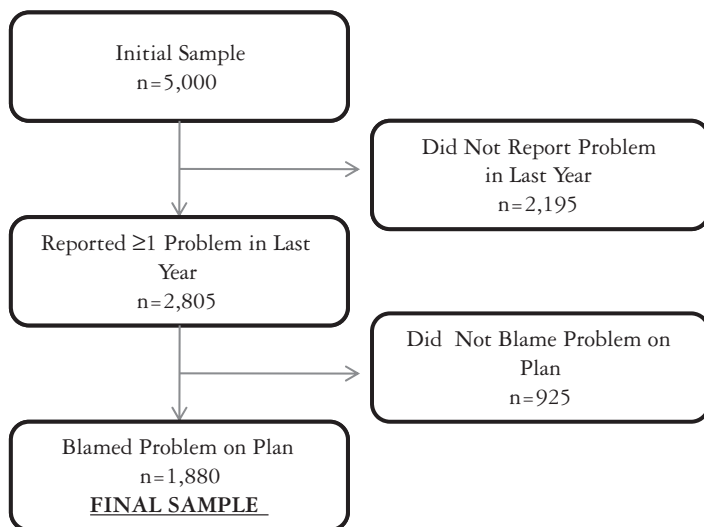 Initial Sample
n=5,000
Did Not Report Problem
in Last Year
n=2,195
Reported ≥1 Problem in Last
Year
n=2,805
Did Not Blame Problem on
Plan
n=925
Blamed Problem on Plan
n=1,880
FINAL SAMPLE